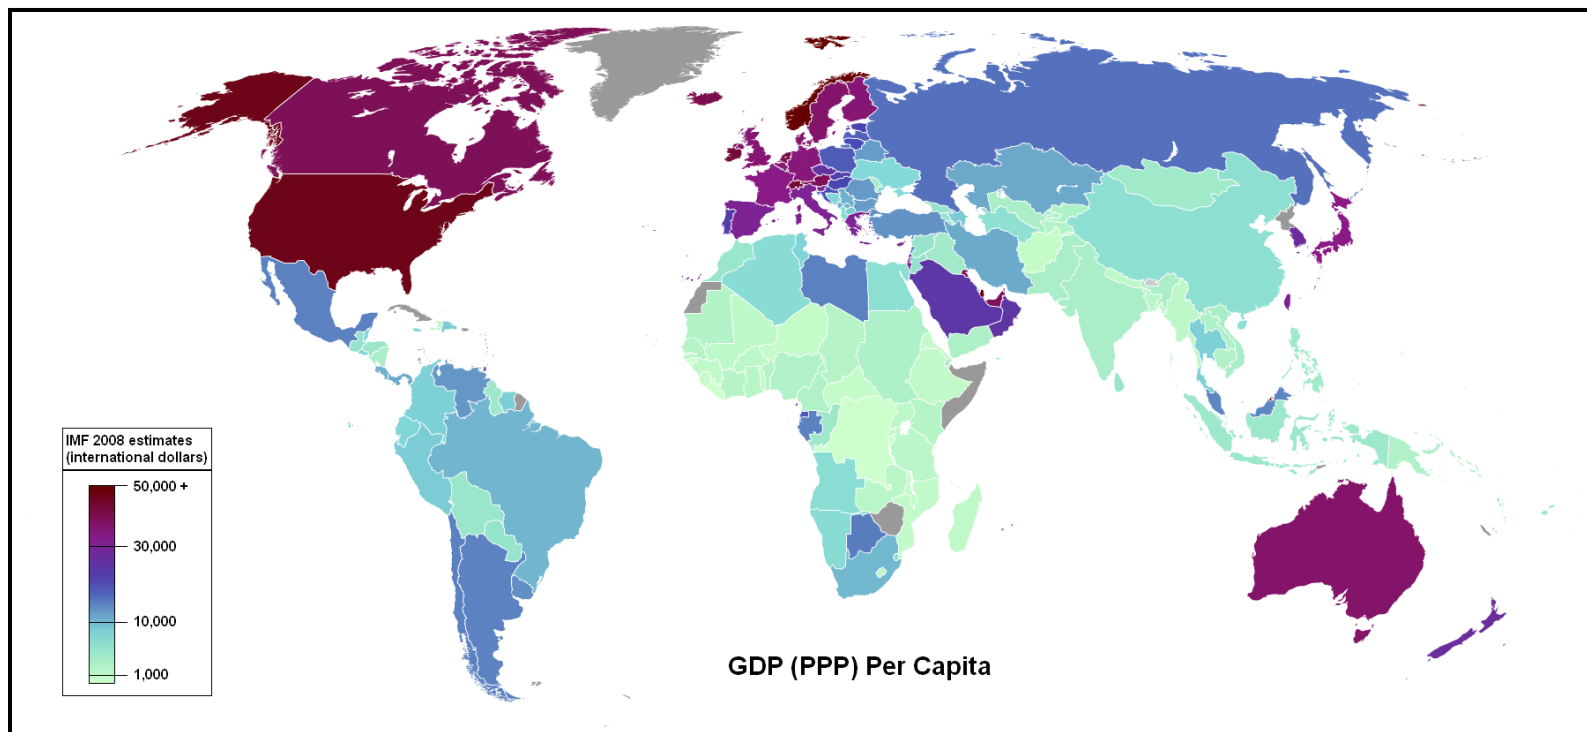 IMF 2008 estimates
(international dollars)
50,000 +
30,000
10,000
1,000
GDP (PPP) Per Capita